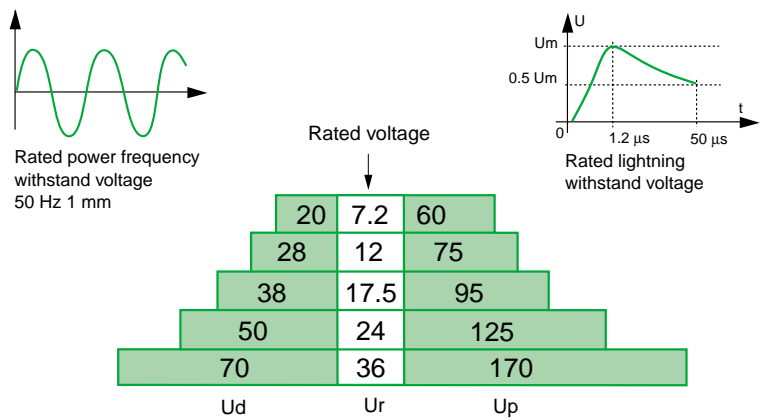 U
Um
0.5 Um
t
0
1.2 µs
50 µs
Rated voltage
Rated power frequency
withstand voltage
50 Hz 1 mm
Rated lightning
withstand voltage
20 7.2 60
28 12 75
38 17.5 95
50 24 125
70 36 170
Ud Ur Up